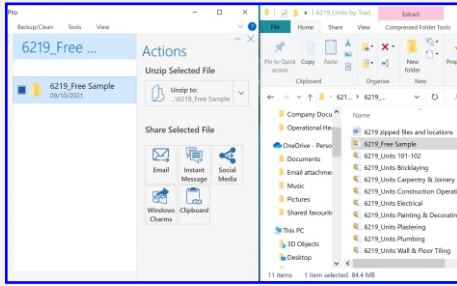 Pro
Backup/Clean Tools View
6219_Free ...
6219_Free Sample
09/10/2021
Actions
Unzip Selected File
Unzip to:
..\6219_Free Sample
Share Selected File
Email
Instant Message
Social Media
Windows Charms
Clipboard
6219_Units by Trad... Extract
File Home Share View Compressed Folder Tools
Pin to Quick access
Copy
Paste
New folder
Prop
Clipboard Organise New
621... 6219_...
Company Docu
Operational He
OneDrive - Perso
Documents
Email attachme
Music
Pictures
Shared favourit
This PC
3D Objects
Desktop
Name
6219 zipped files and locations
6219_Free Sample
6219_Units 101-102
6219_Units Bricklaying
6219_Units Carpentry & Joinery
6219_Units Construction Operati
6219_Units Electrical
6219_Units Painting & Decoratin
6219_Units Plastering
6219_Units Plumbing
6219_Units Wall & Floor Tiling
11 items 1 item selected 84.4 MB